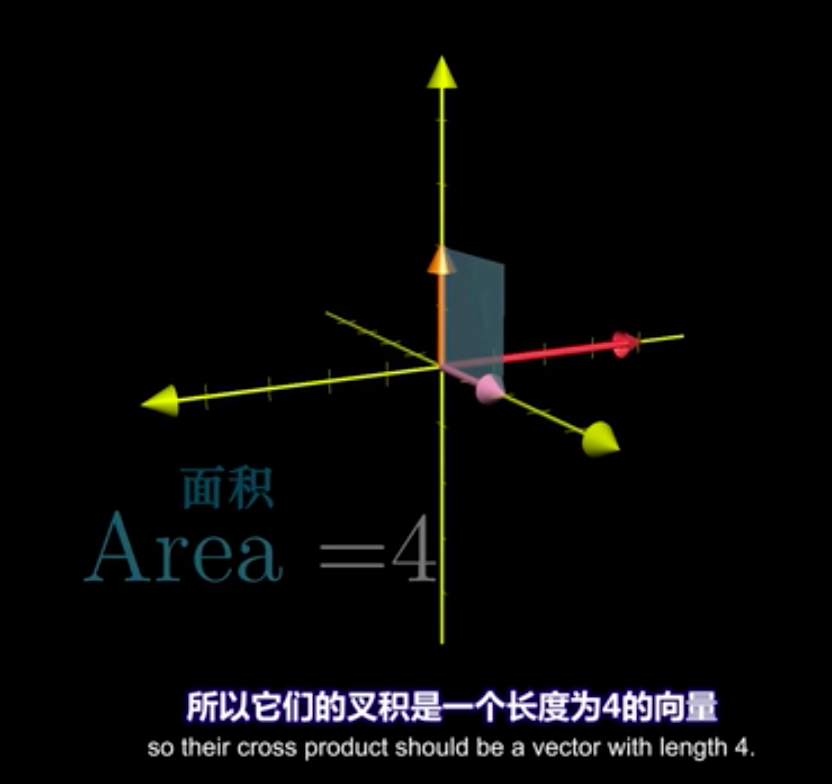 面积
Area =4
所以它们的叉积是一个长度为4的向量
so their cross product should be a vector with length 4.